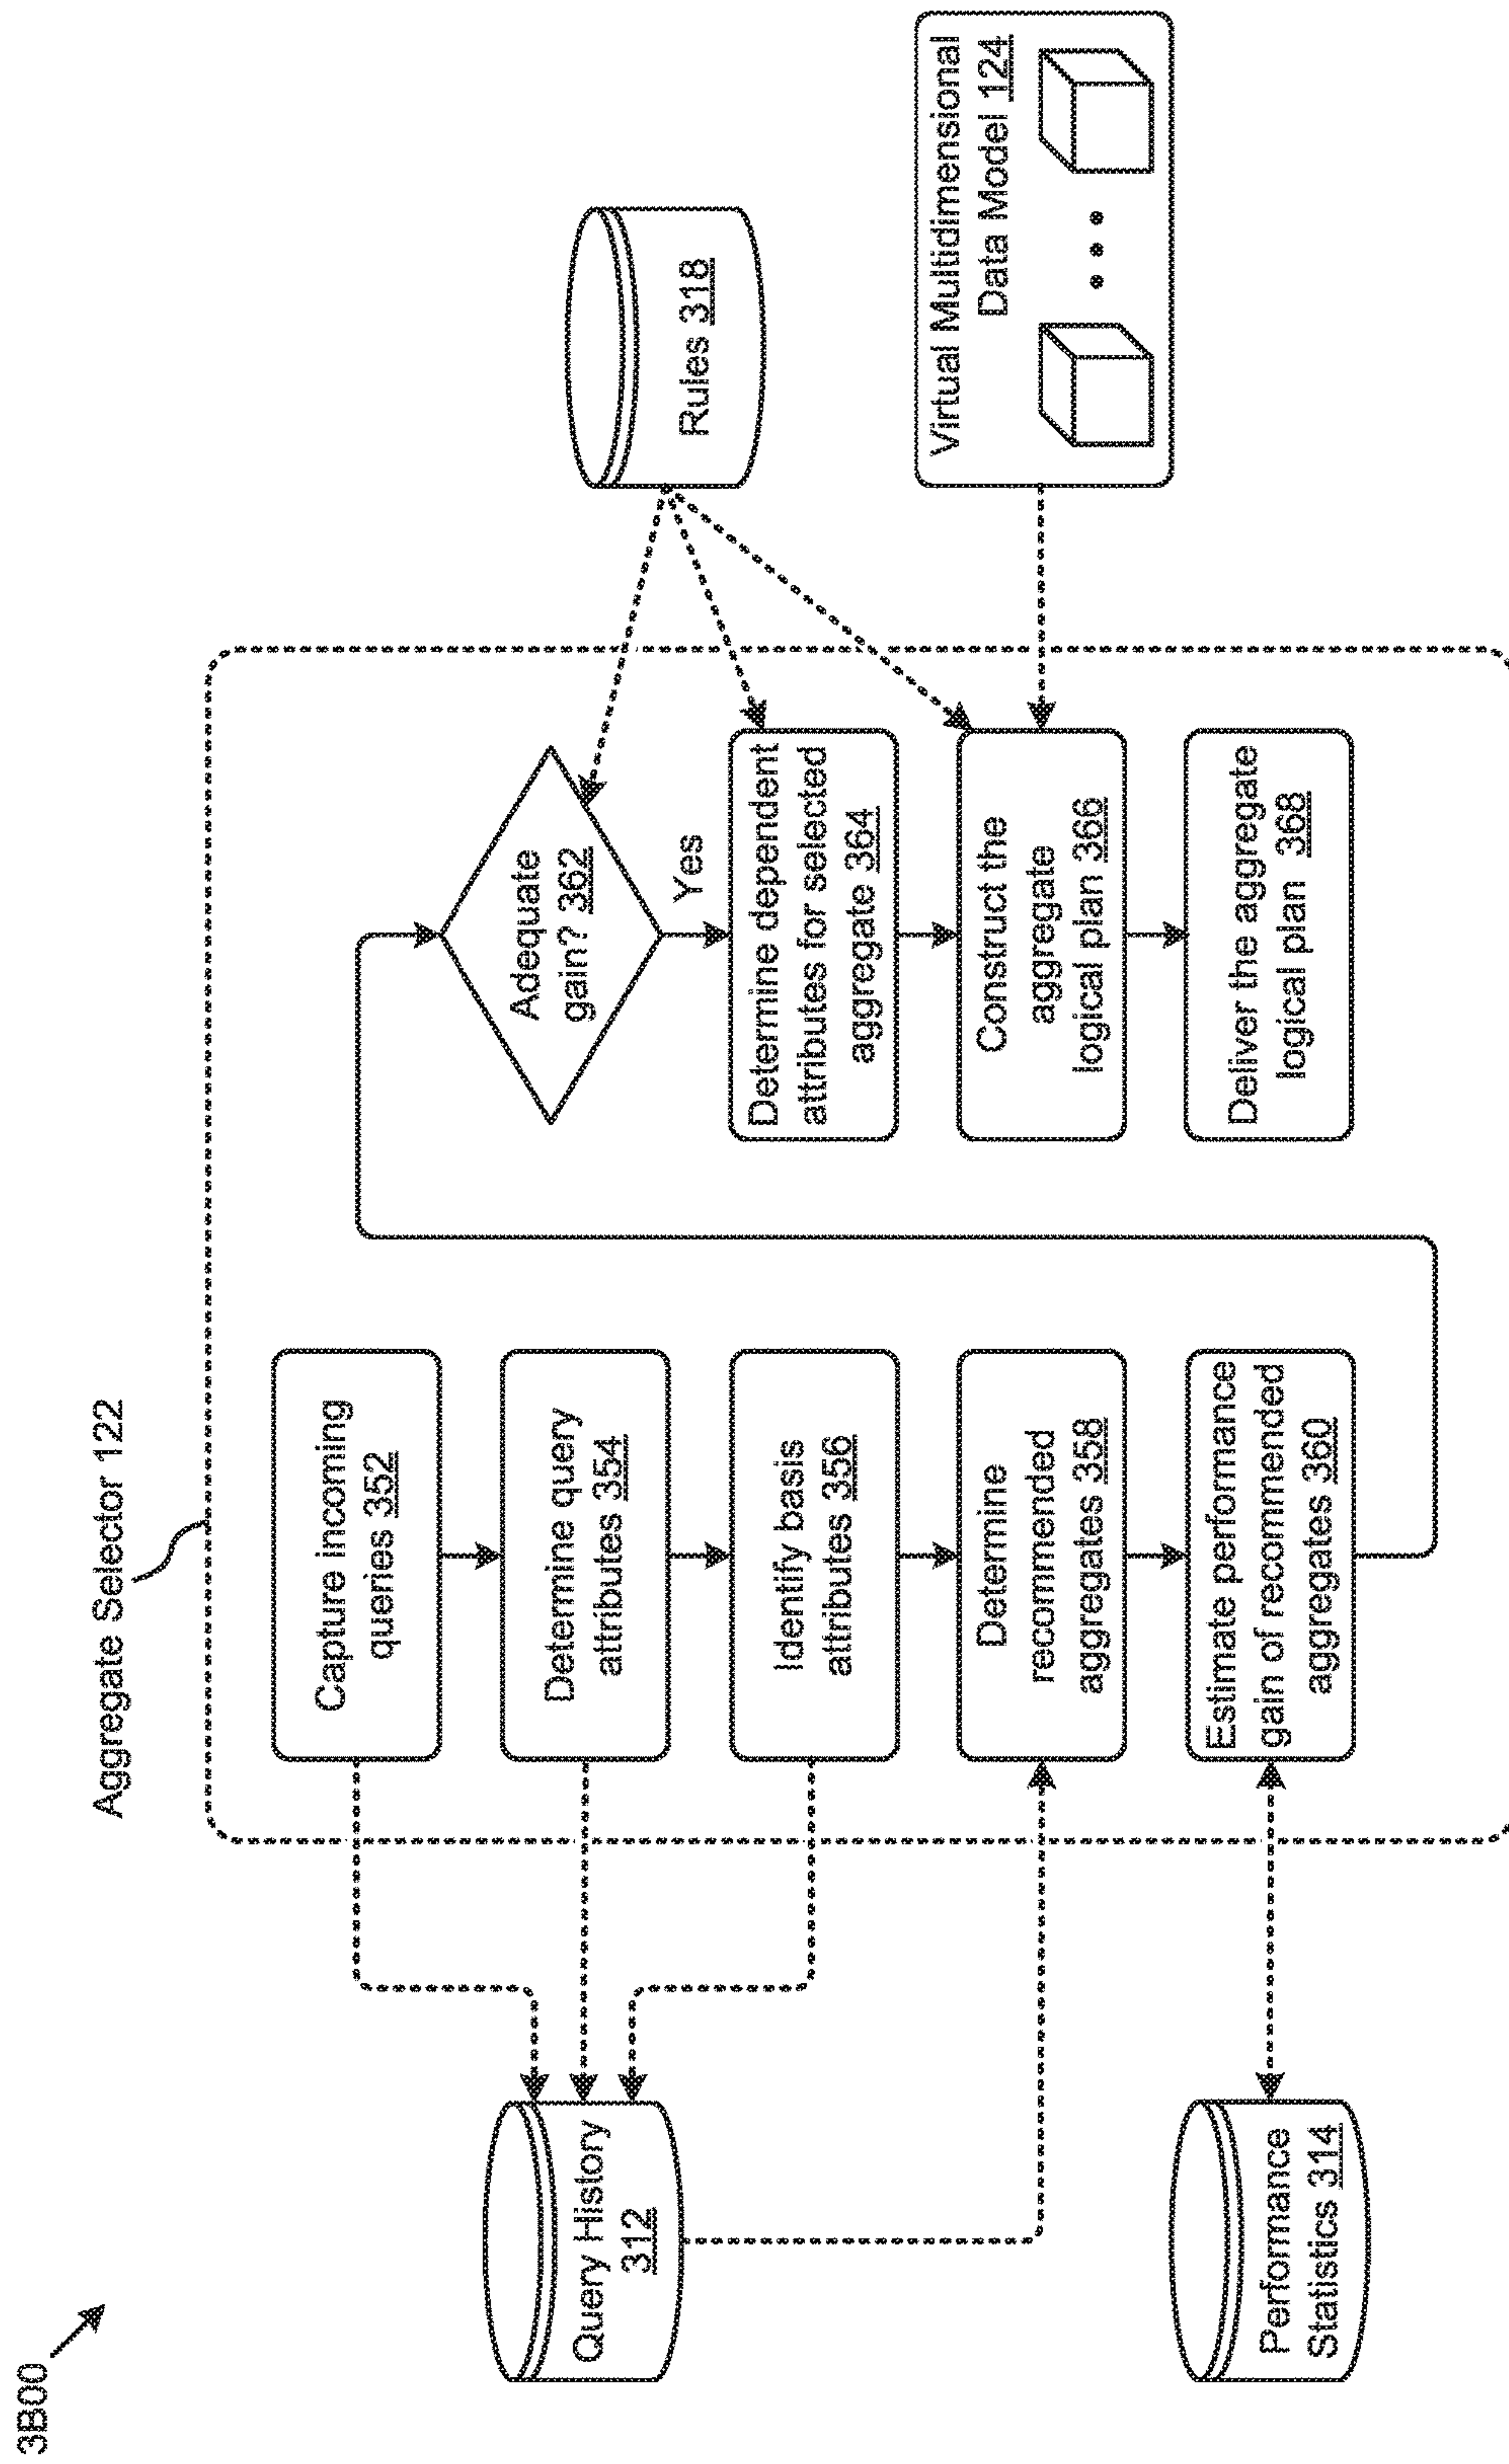 3B00
Aggregate Selector 122
Query History
312
Performance
Statistics 314
Capture incoming
queries 352
Determine query
attributes 354
Identify basis
attributes 356
Determine
recommended
aggregates 358
Estimate performance
gain of recommended
aggregates 360
Adequate
gain? 362
Yes
Determine dependent
attributes for selected
aggregate 364
Construct the
aggregate
logical plan 366
Deliver the aggregate
logical plan 368
Rules 318
Virtual Multidimensional
Data Model 124